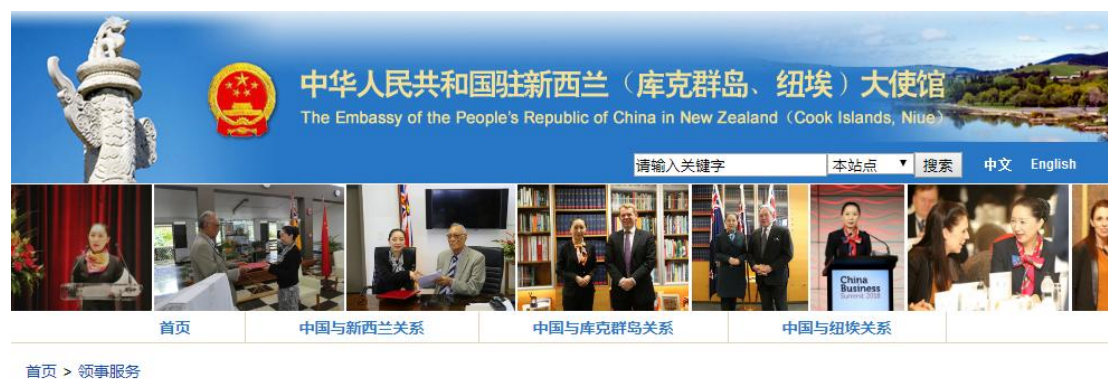 中华人民共和国驻新西兰（库克群岛、纽埃）大使馆
The Embassy of the People's Republic of China in New Zealand（Cook Islands, Niue）
请输入关键字 本站点 搜索 中文 English
China
Business
Summit 2018
首页 中国与新西兰关系 中国与库克群岛关系 中国与纽埃关系
首页 > 领事服务